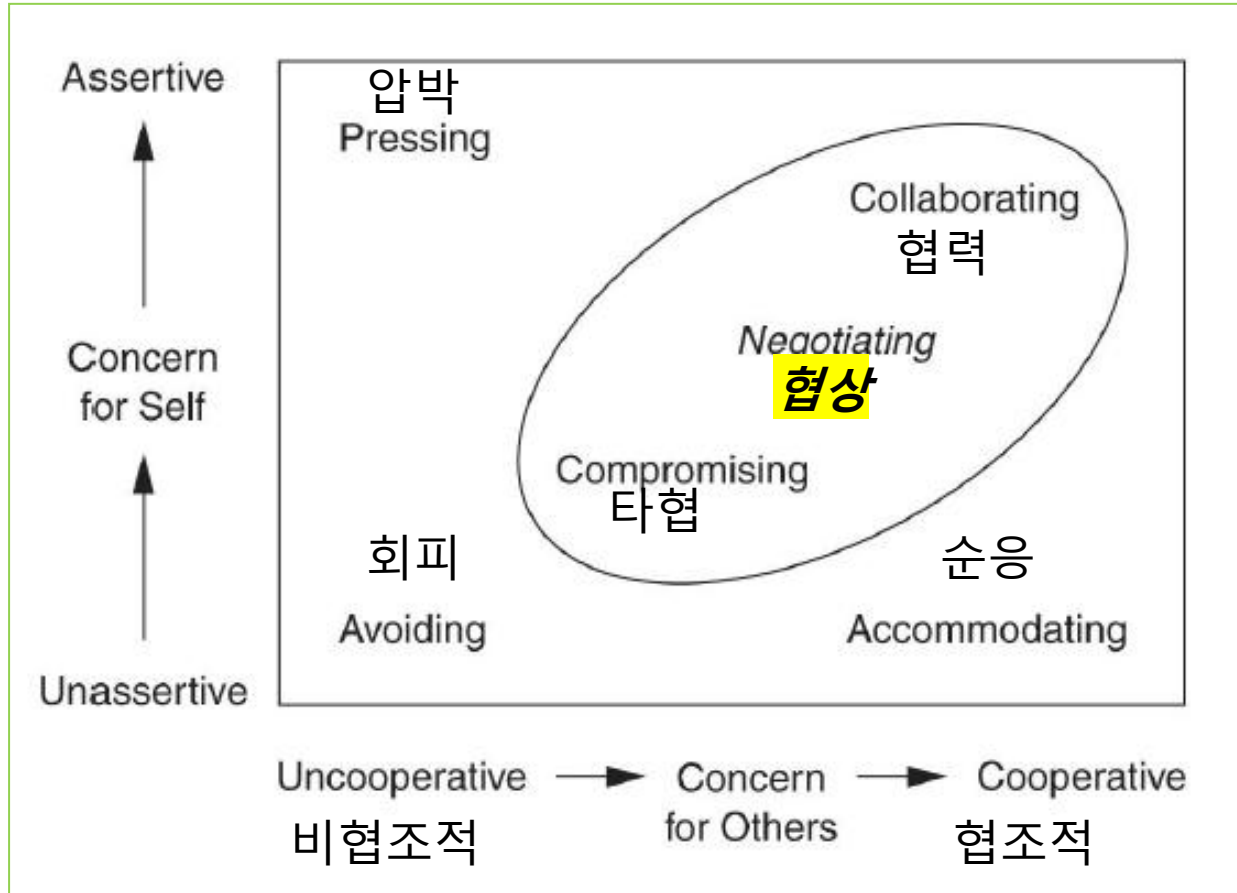 Assertive
압박
Pressing
Collaborating
협력
Negotiating
협상
Concern
for Self
Compromising
타협
회피
순응
Avoiding
Accommodating
Unassertive
Uncooperative
Concern
for Others
Cooperative
비협조적
협조적